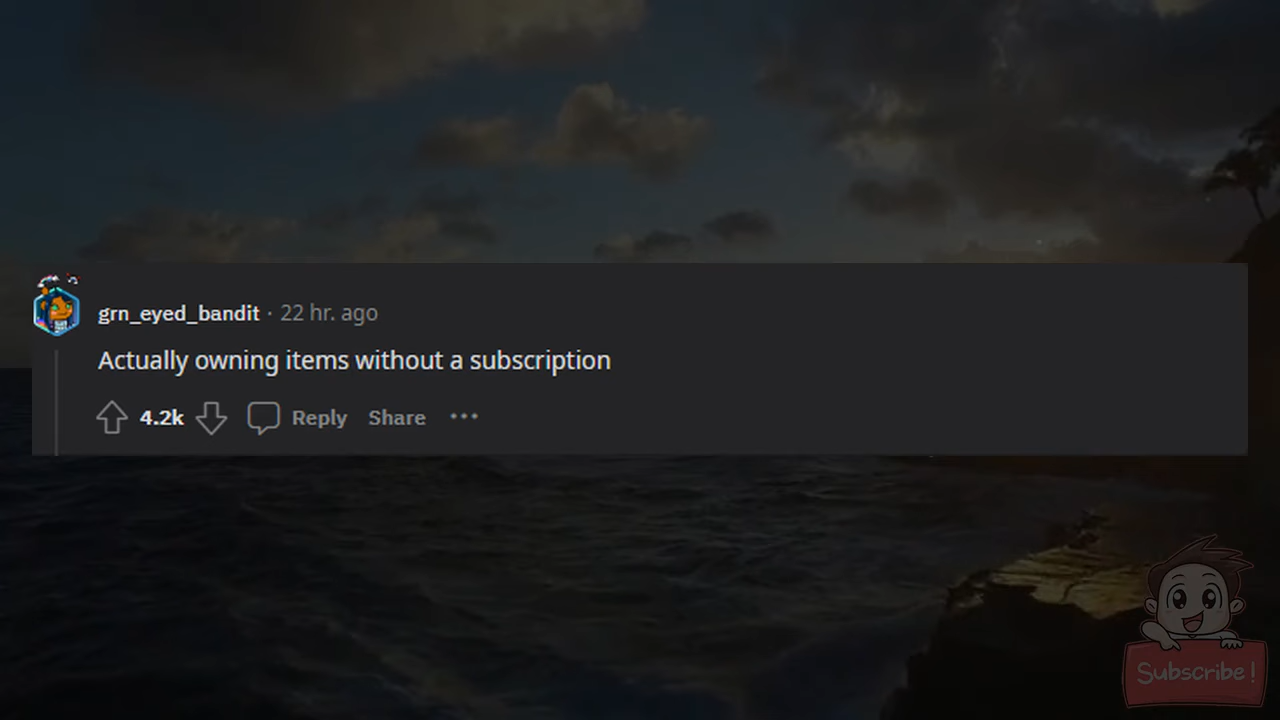 grn_eyed_bandit · 22 hr. ago
Actually owning items without a subscription
4.2k Reply Share ···
Subscribe!